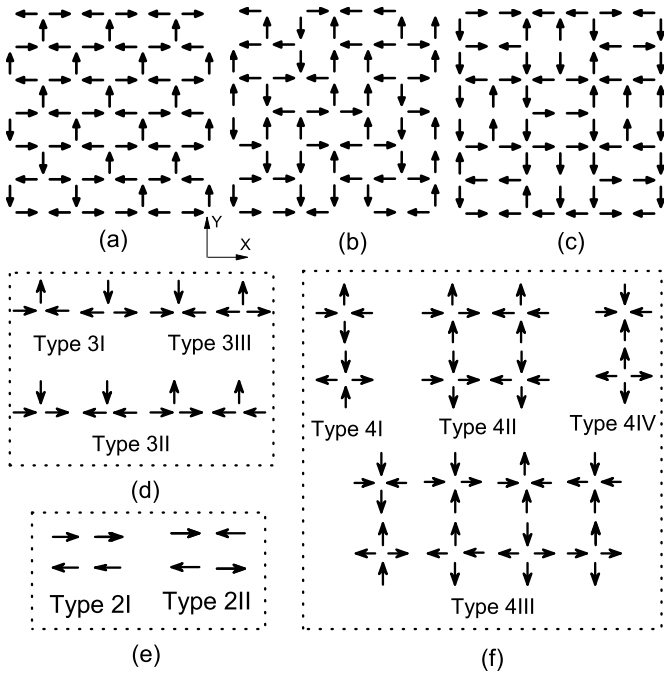 (a)
(b)
(c)
Y
X
Type 3I
Type 3III
Type 3II
(d)
Type 2I
Type 2II
(e)
Type 4I
Type 4II
Type 4IV
Type 4III
(f)